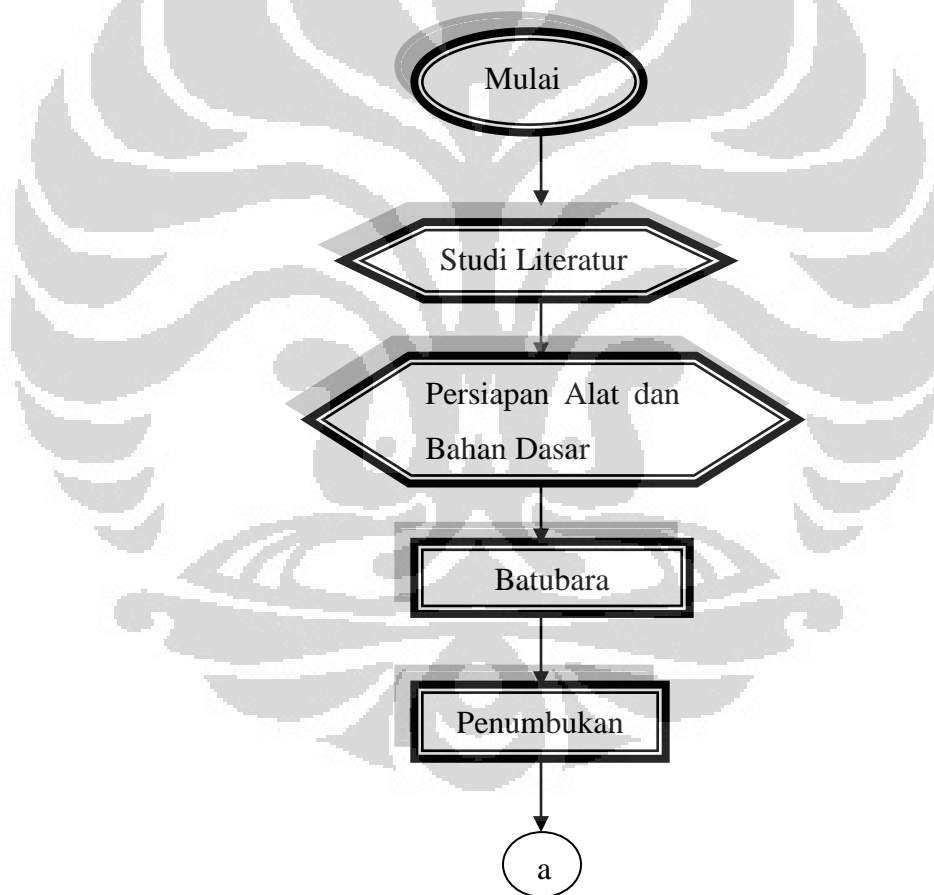 Mulai
Studi Literatur
Persiapan Alat dan
Bahan Dasar
Batubara
Penumbukan
a